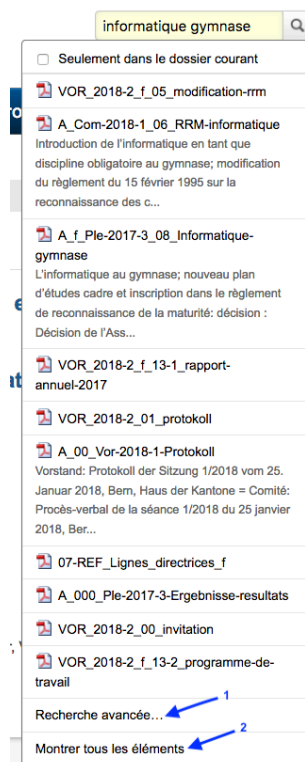 informatique gymnase
Seulement dans le dossier courant
VOR_2018-2_f_05_modification-rrm
A_Com-2018-1_06_RRM-informatique
Introduction de l'informatique en tant que
discipline obligatoire au gymnase; modification
du règlement du 15 février 1995 sur la
reconnaissance des c...
A_f_Ple-2017-3_08_Informatique-
gymnase
L'informatique au gymnase; nouveau plan
d'études cadre et inscription dans le règlement
de reconnaissance de la maturité: décision :
Décision de l'Ass...
VOR_2018-2_f_13-1_rapport-
annuel-2017
VOR_2018-2_01_protokoll
A_00_Vor-2018-1-Protokoll
Vorstand: Protokoll der Sitzung 1/2018 vom 25.
Januar 2018, Bern, Haus der Kantone = Comité:
Procès-verbal de la séance 1/2018 du 25 janvier
2018, Ber...
07-REF_Lignes_directrices_f
A_000_Ple-2017-3-Ergebnisse-resultats
VOR_2018-2_00_invitation
VOR_2018-2_f_13-2_programme-de-
travail
1
Recherche avancée...
2
Montrer tous les éléments